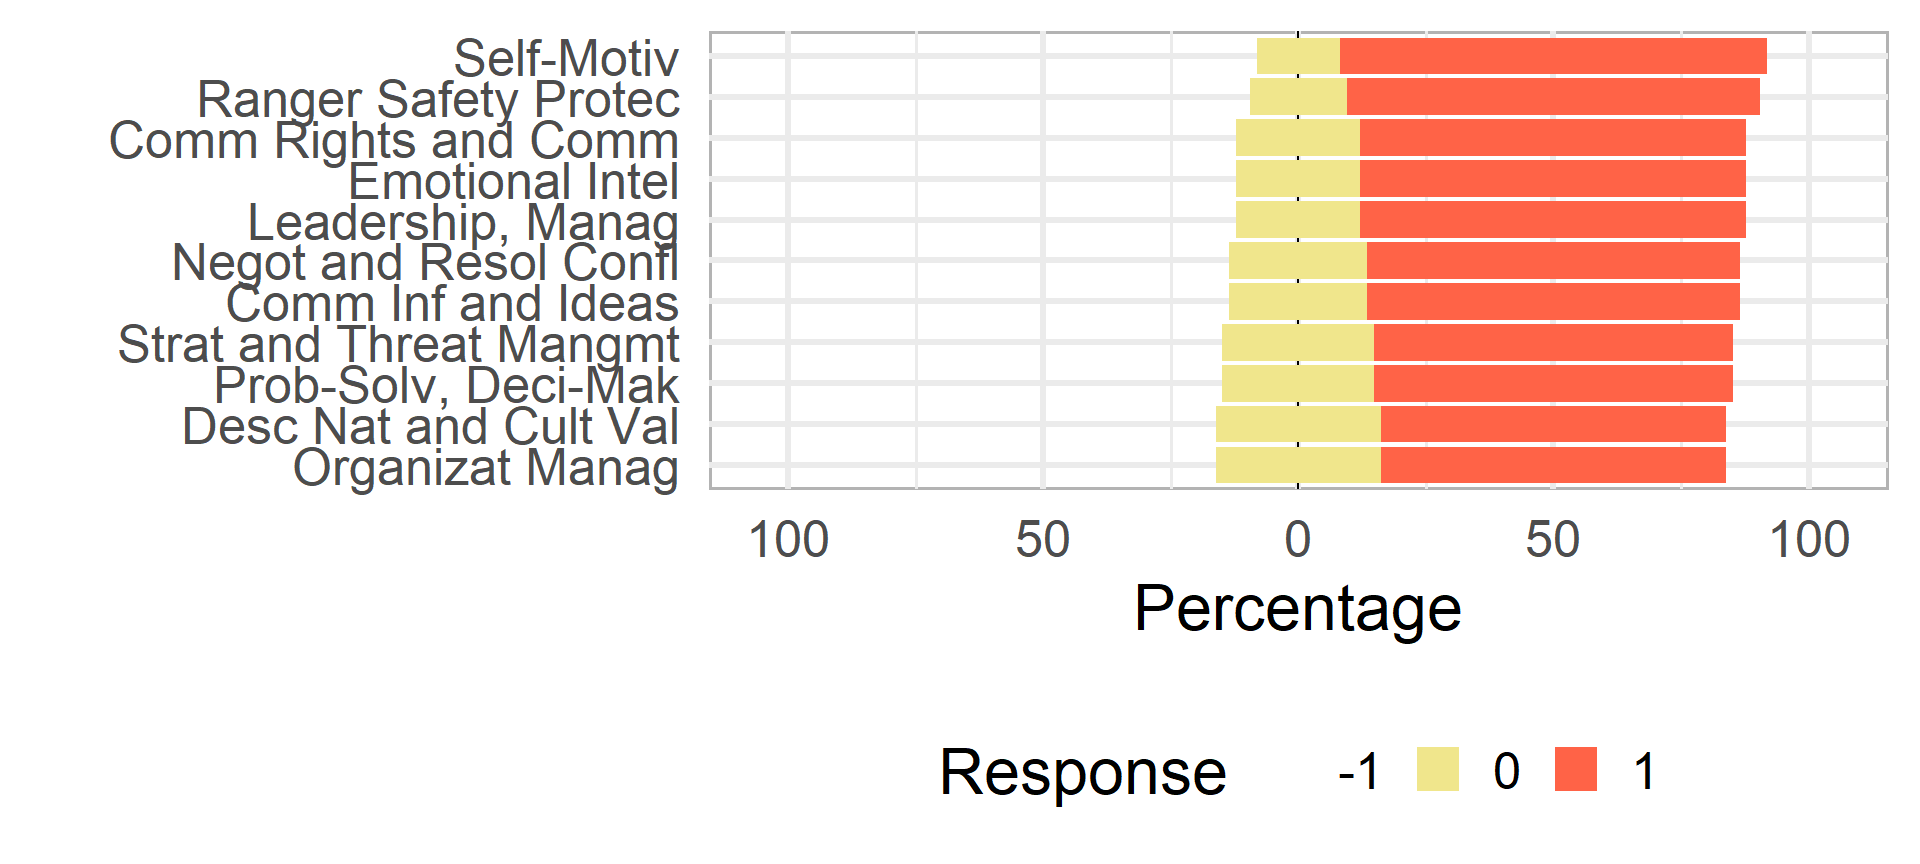 Self-Motiv
Ranger Safety Protec
Comm Rights and Comm
Emotional Intel
Leadership, Manag
Negot and Resol Confl
Comm Inf and Ideas
Strat and Threat Mangmt
Prob-Solv, Deci-Mak
Desc Nat and Cult Val
Organizat Manag
100 50 0 50 100
Percentage
Response -1 0 1